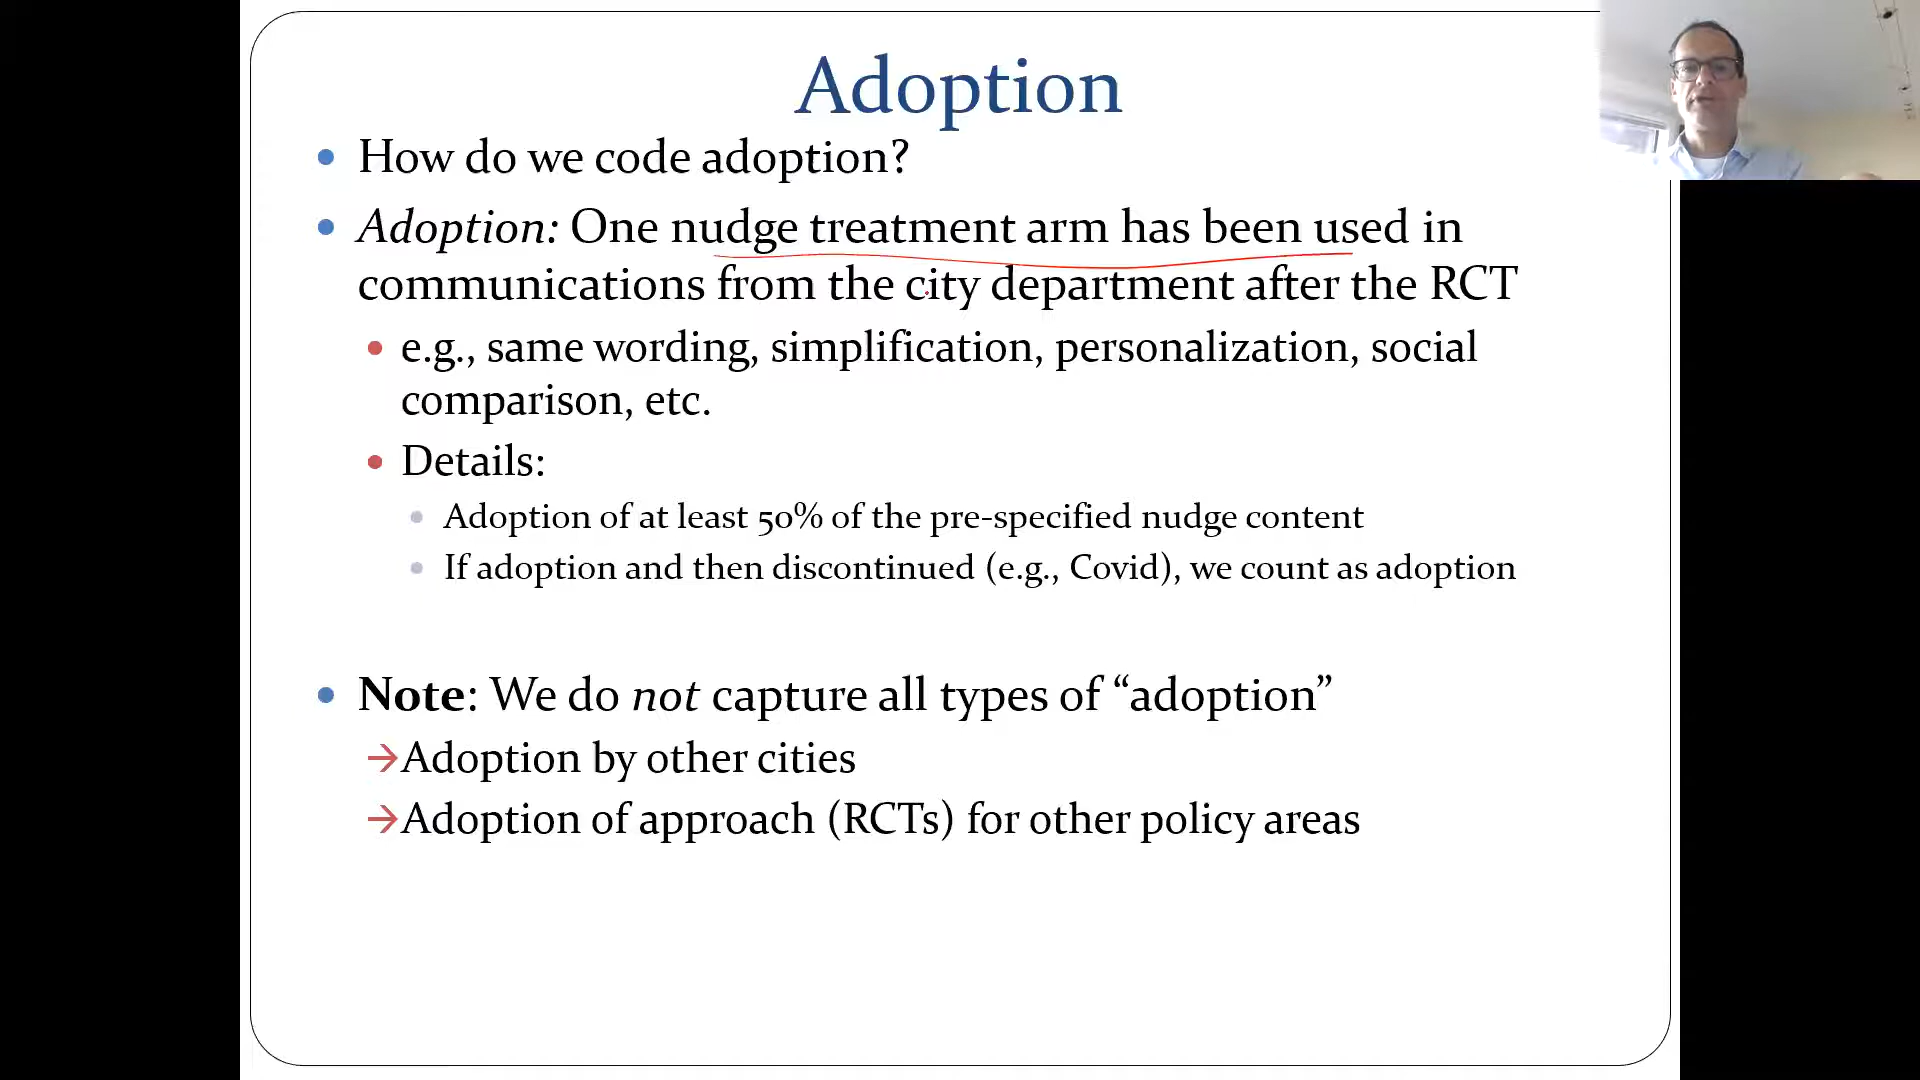 Adoption
How do we code adoption?
Adoption: One nudge treatment arm has been used in
communications from the city department after the RCT
e.g., same wording, simplification, personalization, social
comparison, etc.
Details:
Adoption of at least 50% of the pre-specified nudge content
If adoption and then discontinued (e.g., Covid), we count as adoption
Note: We do not capture all types of “adoption”
→Adoption by other cities
→Adoption of approach (RCTs) for other policy areas